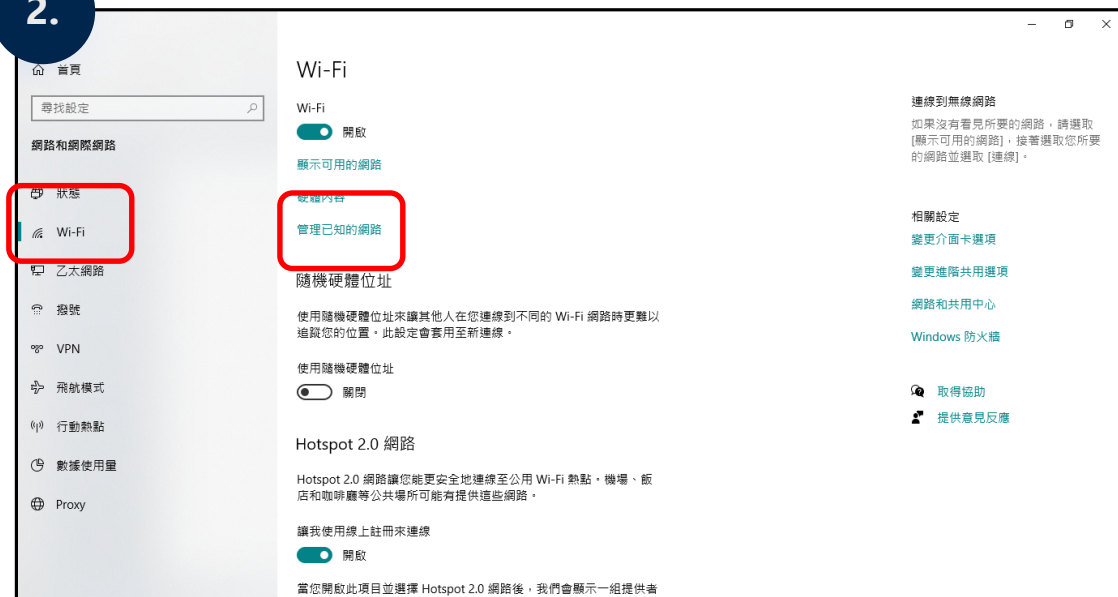 2.
首頁
尋找設定
網路和網際網路
狀態
Wi-Fi
乙太網路
撥號
VPN
飛航模式
行動熱點
數據使用量
Proxy
Wi-Fi
Wi-Fi
開啟
顯示可用的網路
硬體內容
管理已知的網路
隨機硬體位址
使用隨機硬體位址來讓其他人在您連線到不同的 Wi-Fi 網路時更難以
追蹤您的位置。此設定會套用至新連線。
使用隨機硬體位址
關閉
Hotspot 2.0 網路
Hotspot 2.0 網路讓您能更安全地連線至公用 Wi-Fi 熱點。機場、飯
店和咖啡廳等公共場所可能有提供這些網路。
讓我使用線上註冊來連線
開啟
當您開啟此項目並選擇 Hotspot 2.0 網路後，我們會顯示一組提供者
連線到無線網路
如果沒有看見所要的網路，請選取
[顯示可用的網路]，接著選取您所要
的網路並選取 [連線]。
相關設定
變更介面卡選項
變更進階共用選項
網路和共用中心
Windows 防火牆
取得協助
提供意見反應